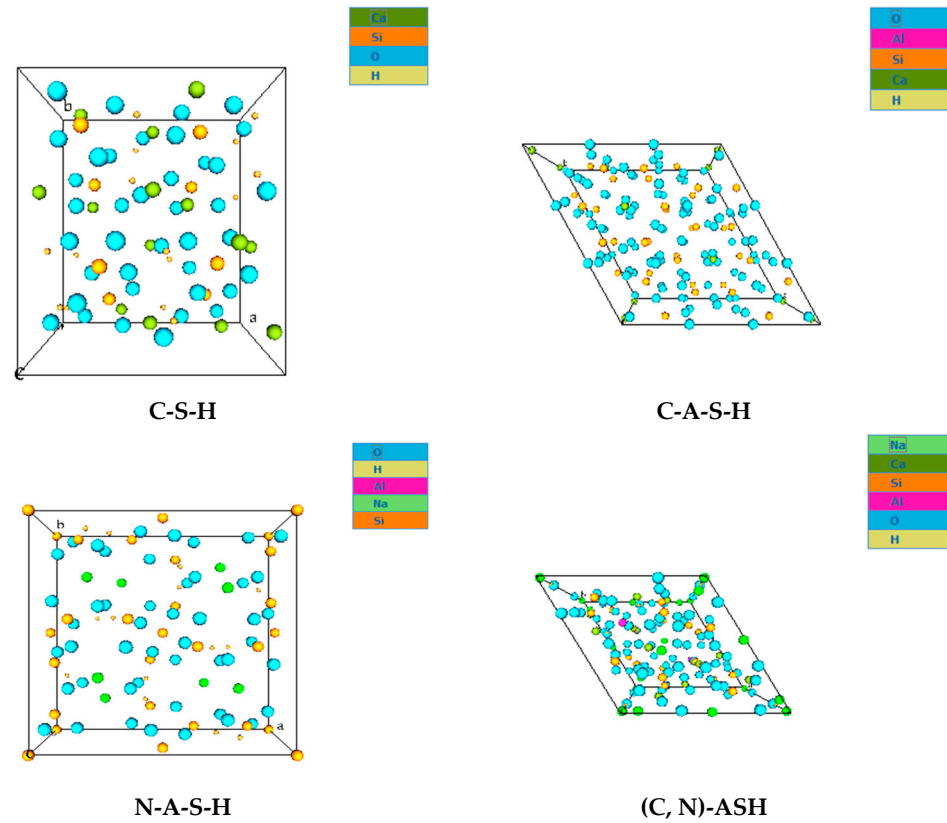 Ca
Si
O
H
b
a
C
C-S-H
O
Al
Si
Ca
H
C-A-S-H
O
H
Al
Na
Si
b
a
N-A-S-H
Na
Ca
Si
Al
O
H
(C, N)-ASH